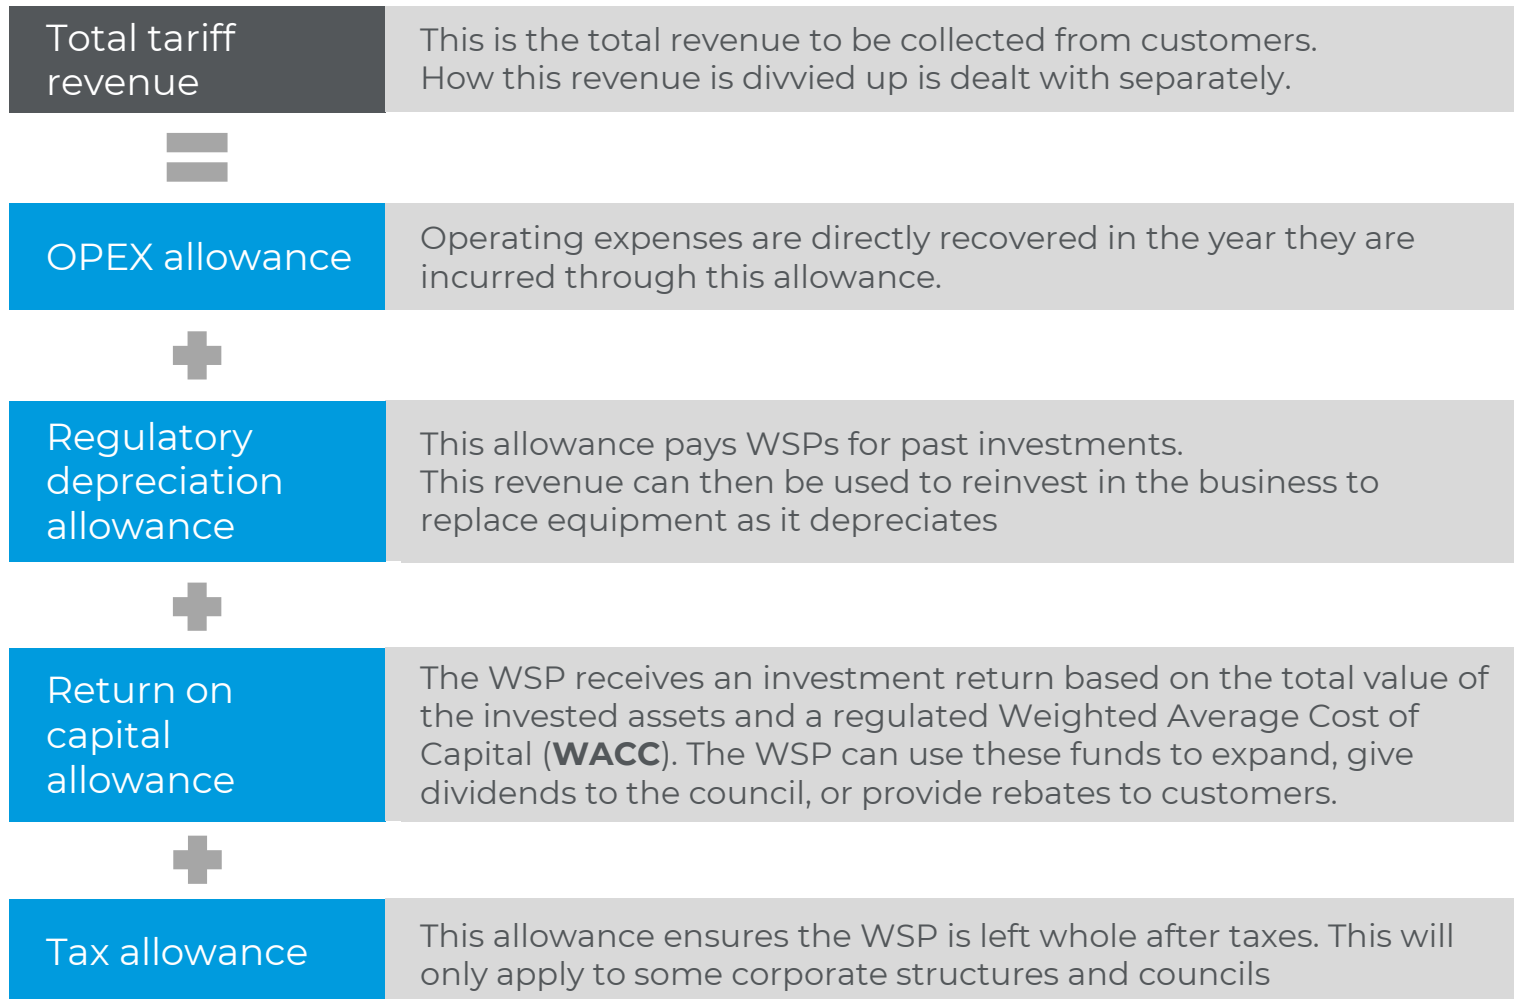 Total tariff
revenue
This is the total revenue to be collected from customers.
How this revenue is divvied up is dealt with separately.
OPEX allowance
Operating expenses are directly recovered in the year they are
incurred through this allowance.
Regulatory
depreciation
allowance
This allowance pays WSPs for past investments.
This revenue can then be used to reinvest in the business to
replace equipment as it depreciates
Return on
capital
allowance
The WSP receives an investment return based on the total value of
the invested assets and a regulated Weighted Average Cost of
Capital (WACC). The WSP can use these funds to expand, give
dividends to the council, or provide rebates to customers.
Tax allowance
This allowance ensures the WSP is left whole after taxes. This will
only apply to some corporate structures and councils